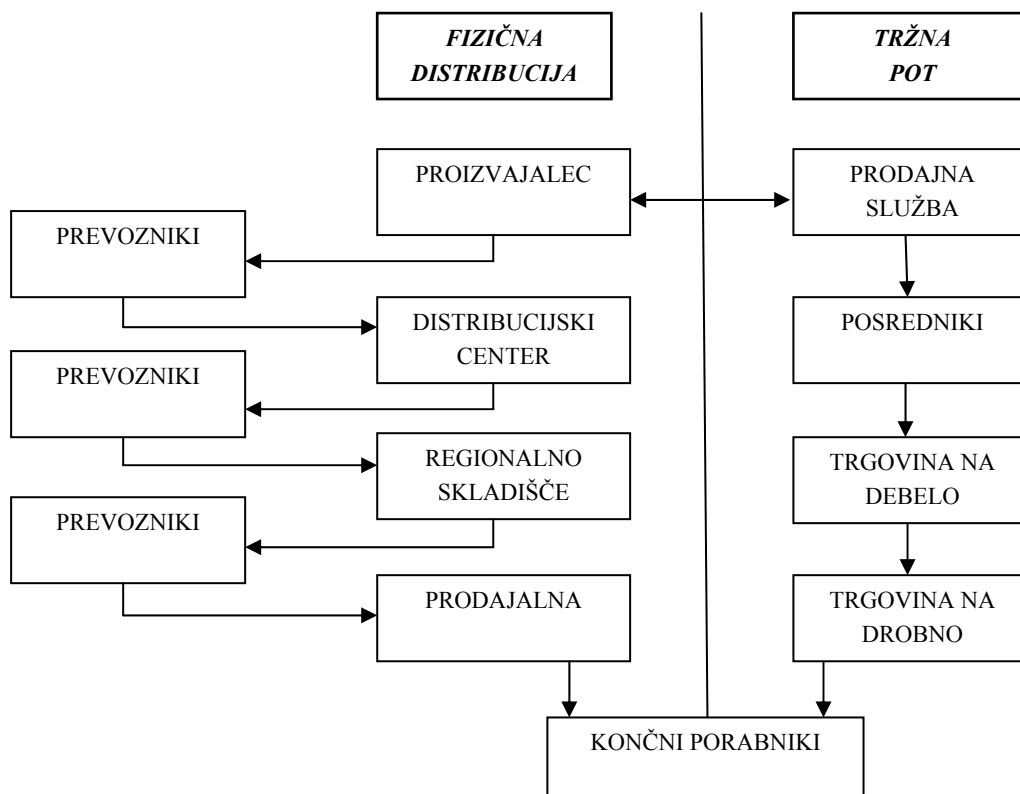 FIZIČNA
DISTRIBUCIJA
TRŽNA
POT
PROIZVAJALEC
PRODAJNA
SLUŽBA
PREVOZNIKI
DISTRIBUCIJSKI
CENTER
POSREDNIKI
PREVOZNIKI
REGIONALNO
SKLADIŠČE
TRGOVINA NA
DEBELO
PREVOZNIKI
PRODAJALNA
TRGOVINA NA
DROBNO
KONČNI PORABNIKI